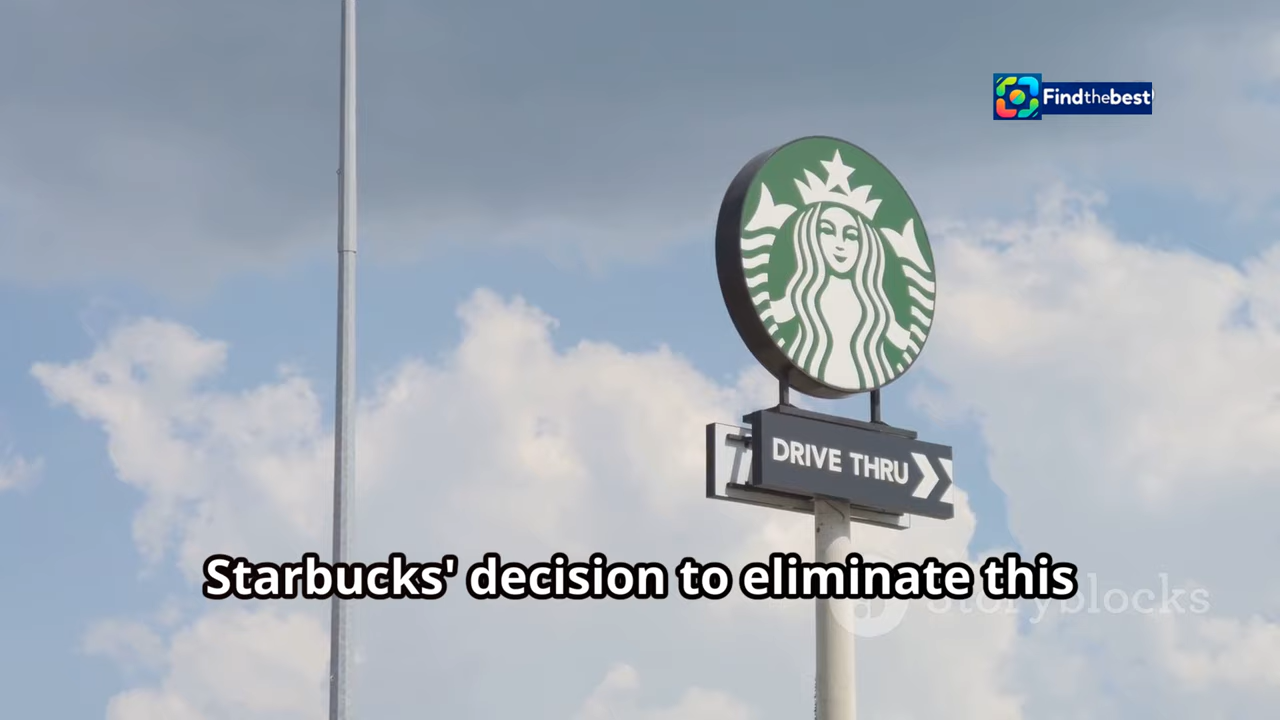 Findthebest!
DRIVE THRU
Starbucks' decision to eliminate this
Storyblocks